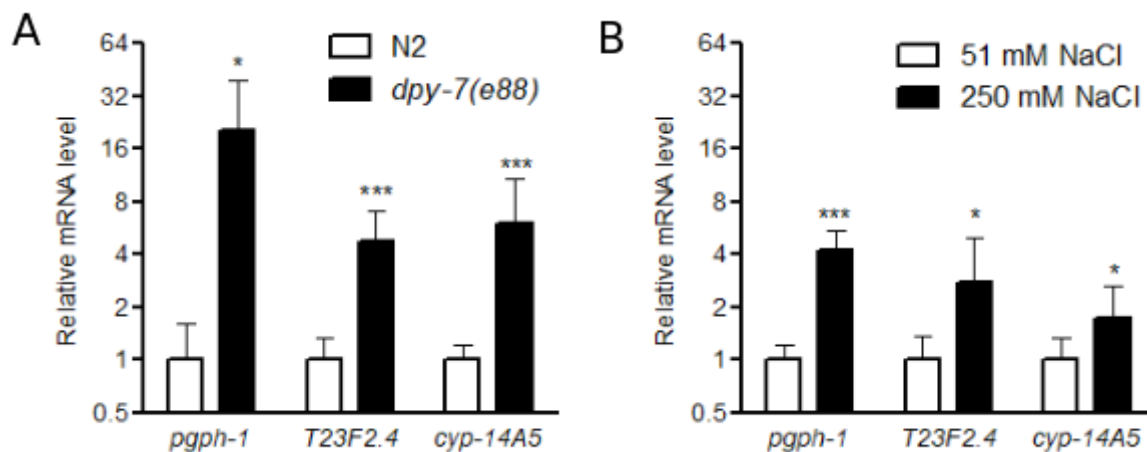 A
Relative mRNA level
64
32
16
8
4
2
1
0.5
N2
dpy-7(e88)
*
***
***
pgph-1
T23F2.4
cyp-14A5
B
Relative mRNA level
64
32
16
8
4
2
1
0.5
51 mM NaCl
250 mM NaCl
***
*
*
pgph-1
T23F2.4
cyp-14A5